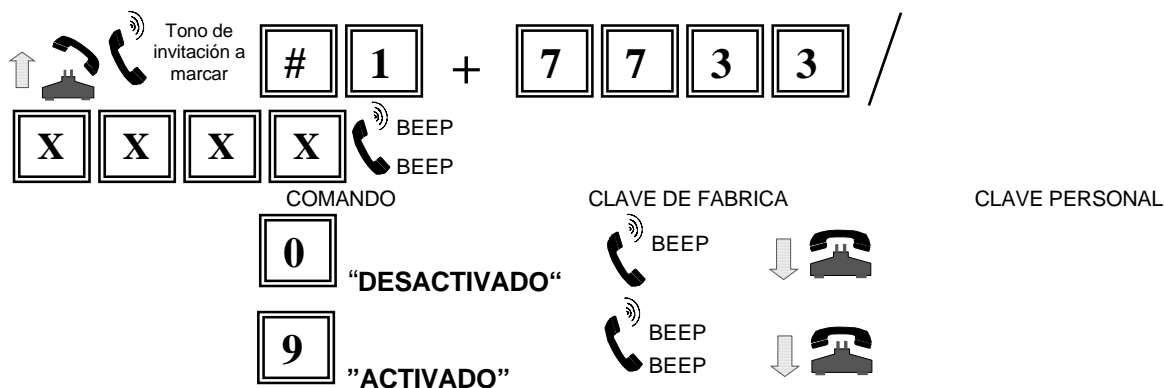 Tono de
invitación a
marcar
# 1 + 7 7 3 3 /
X X X X BEEP
BEEP
COMANDO CLAVE DE FABRICA CLAVE PERSONAL
0 “DESACTIVADO“ BEEP
9 ”ACTIVADO” BEEP
BEEP